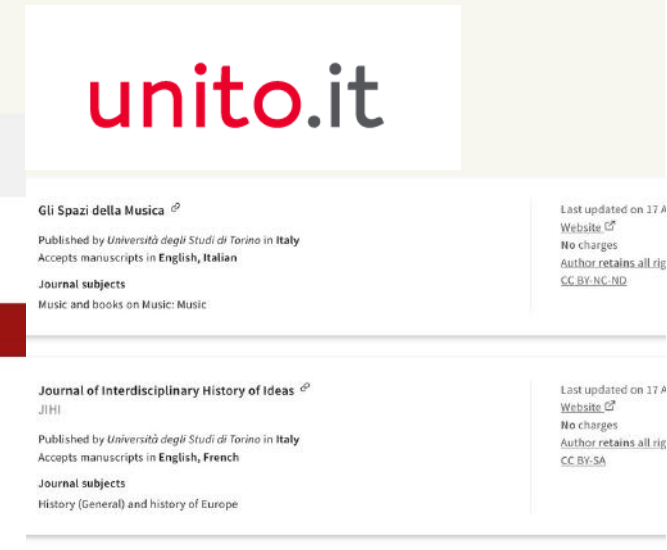 unito.it
Gli Spazi della Musica
Published by Università degli Studi di Torino in Italy
Accepts manuscripts in English, Italian
Journal subjects
Music and books on Music: Music
Last updated on 17 A
Website
No charges
Author retains all rig
CC BY-NC-ND
Journal of Interdisciplinary History of Ideas
JIHI
Published by Università degli Studi di Torino in Italy
Accepts manuscripts in English, French
Journal subjects
History (General) and history of Europe
Last updated on 17 A
Website
No charges
Author retains all rig
CC BY-SA